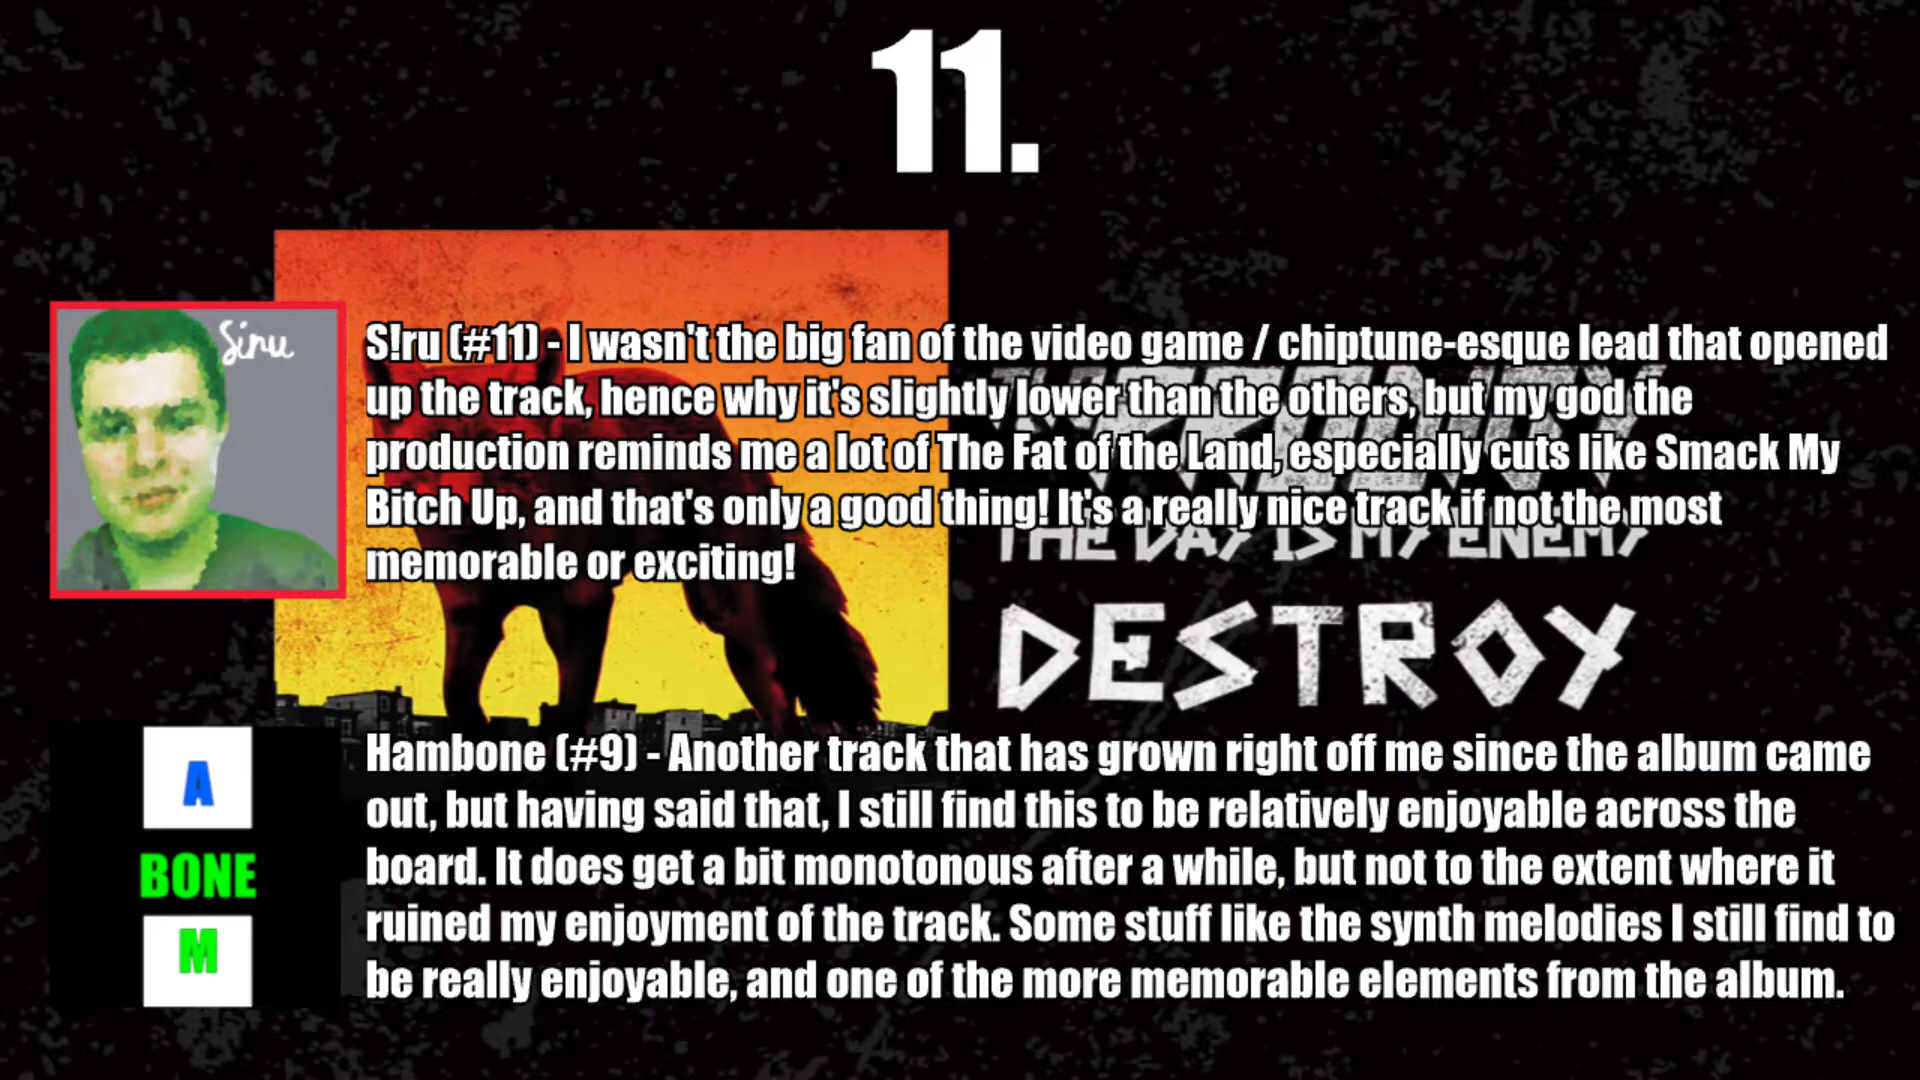 11.
Siru
S!ru (#11) - I wasn't the big fan of the video game / chiptune-esque lead that opened
up the track, hence why it's slightly lower than the others, but my god the
production reminds me a lot of The Fat of the Land, especially cuts like Smack My
Bitch Up, and that's only a good thing! It's a really nice track if not the most
memorable or exciting!
THE PRODIGY
THE DAY IS MY ENEMY
DESTROY
A
BONE
M
Hambone (#9) - Another track that has grown right off me since the album came
out, but having said that, I still find this to be relatively enjoyable across the
board. It does get a bit monotonous after a while, but not to the extent where it
ruined my enjoyment of the track. Some stuff like the synth melodies I still find to
be really enjoyable, and one of the more memorable elements from the album.